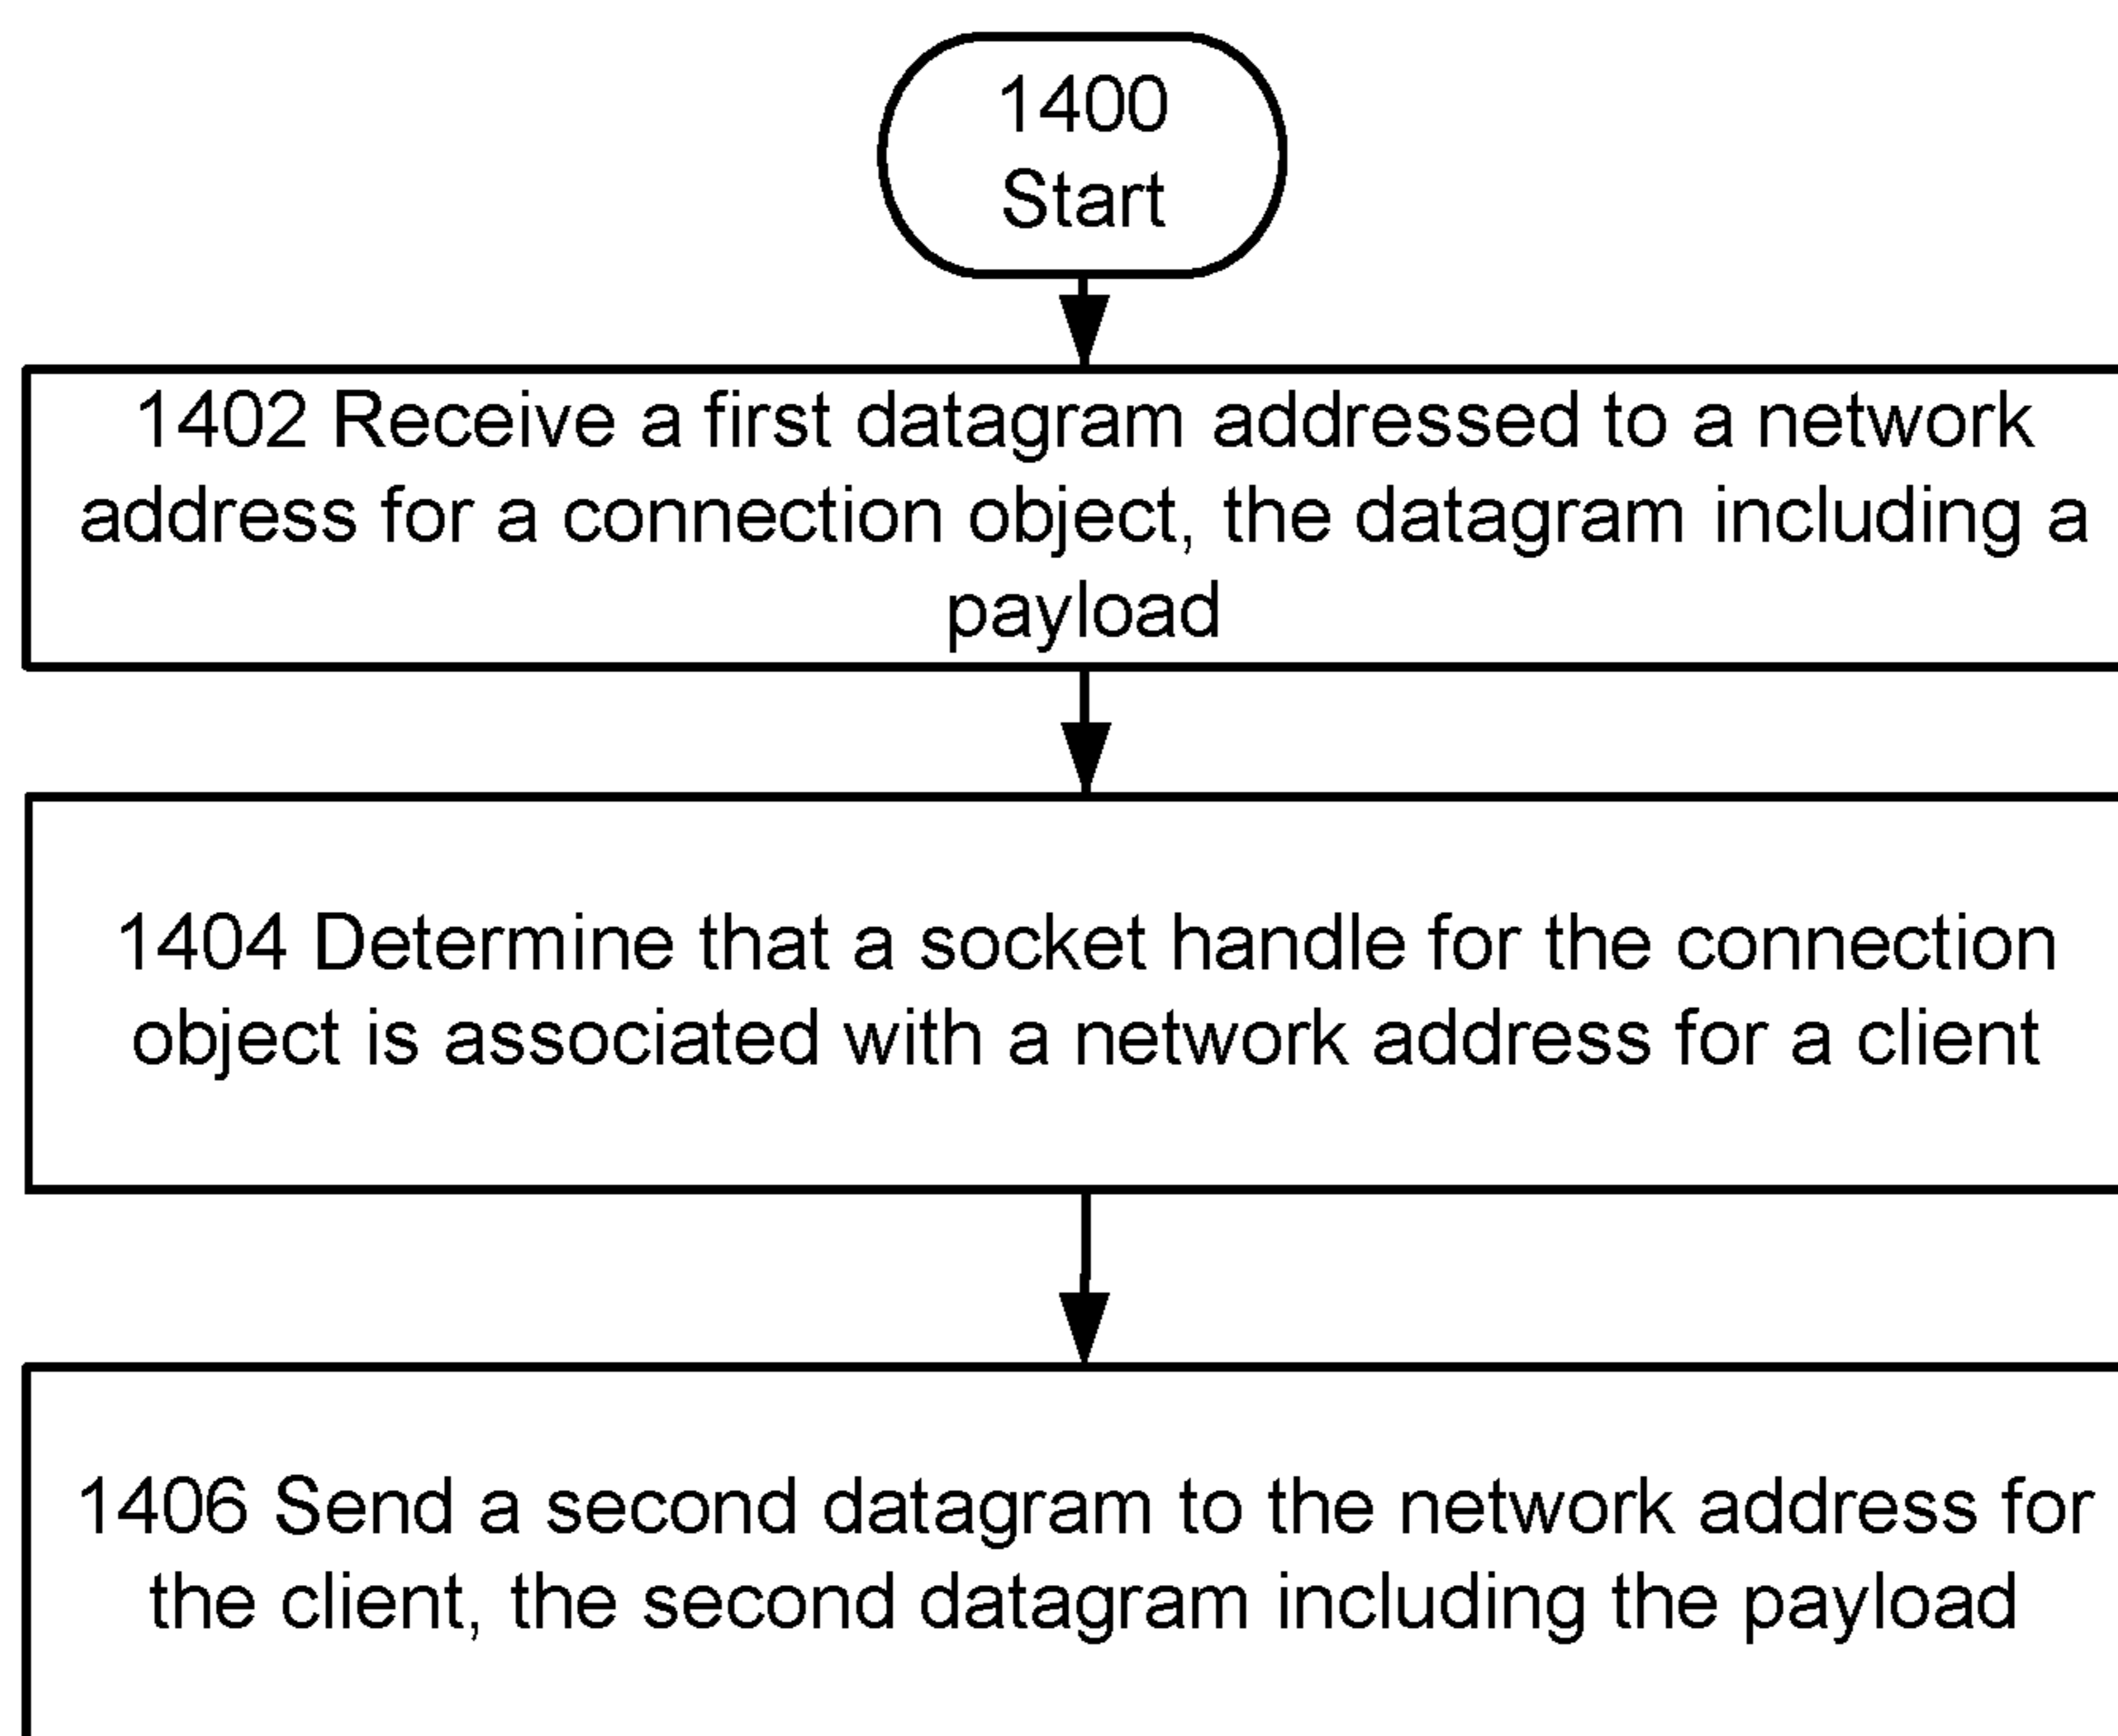 1400
Start
1402 Receive a first datagram addressed to a network
address for a connection object, the datagram including a
payload
1404 Determine that a socket handle for the connection
object is associated with a network address for a client
1406 Send a second datagram to the network address for
the client, the second datagram including the payload